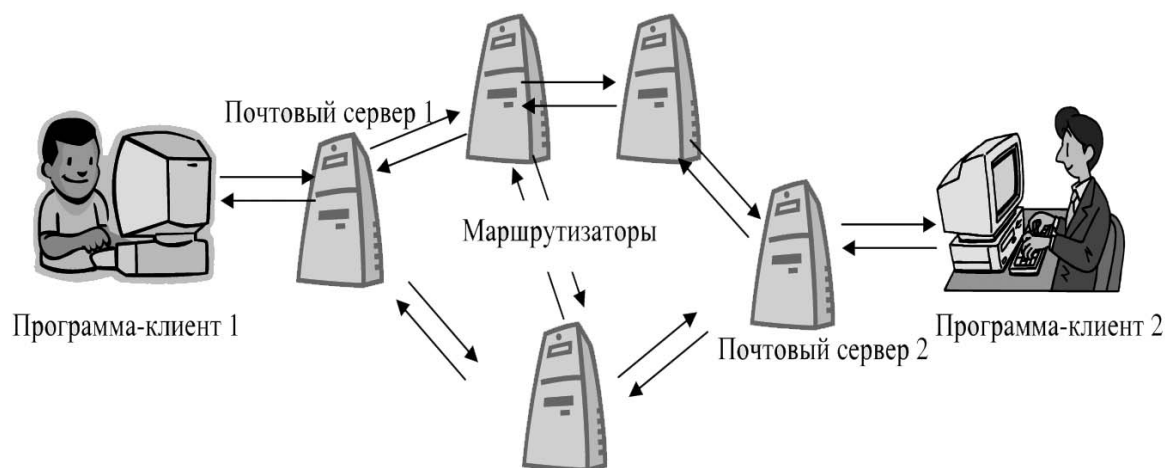 Почтовый сервер 1
Маршрутизаторы
Программа-клиент 1
Почтовый сервер 2
Программа-клиент 2